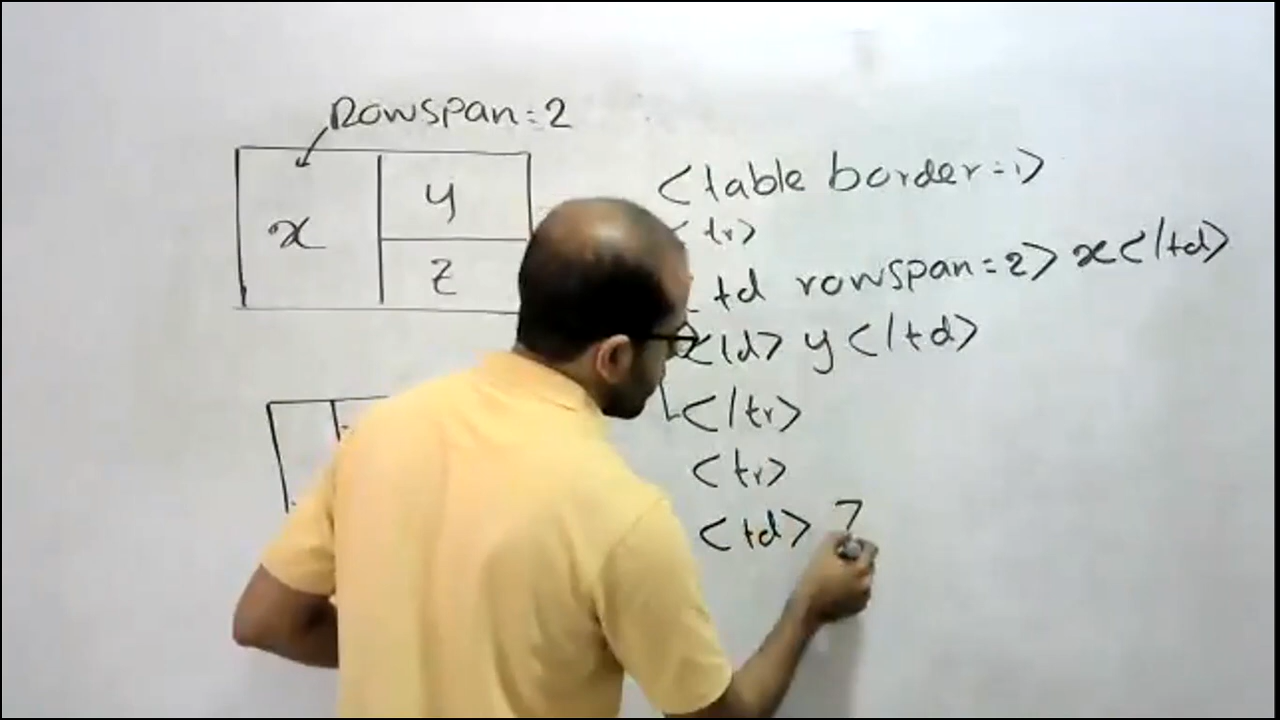 Rowspan=2
x
y
z
<table border=1>
<tr>
td rowspan=2> x</td>
<td> y</td>
</tr>
<tr>
<td>